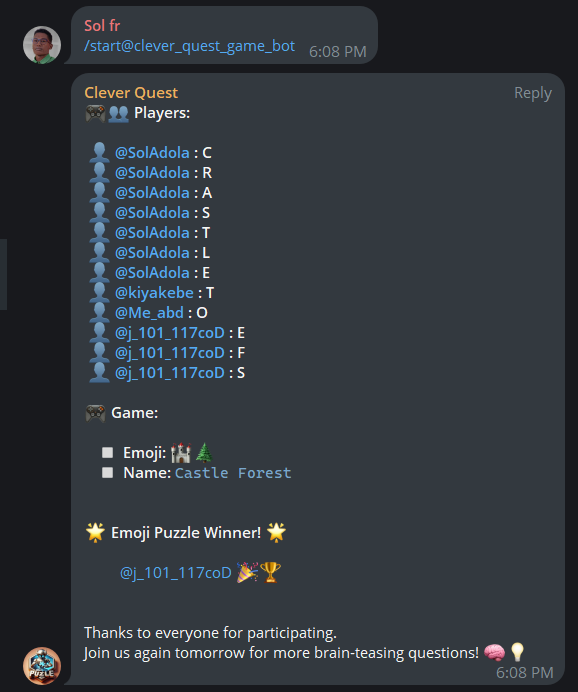 Sol fr
/start@clever_quest_game_bot 6:08 PM
Clever Quest Reply
🎮👥 Players:
👤 @SolAdola : C
👤 @SolAdola : R
👤 @SolAdola : A
👤 @SolAdola : S
👤 @SolAdola : T
👤 @SolAdola : L
👤 @SolAdola : E
👤 @kiyakebe : T
👤 @Me_abd : O
👤 @j_101_117coD : E
👤 @j_101_117coD : F
👤 @j_101_117coD : S
🎮 Game:
◻ Emoji: 🏰🌲
◻ Name: Castle Forest
🌟 Emoji Puzzle Winner! 🌟
@j_101_117coD 🎉🏆
Thanks to everyone for participating.
Join us again tomorrow for more brain-teasing questions! 🧠💡
6:08 PM
PUZLE